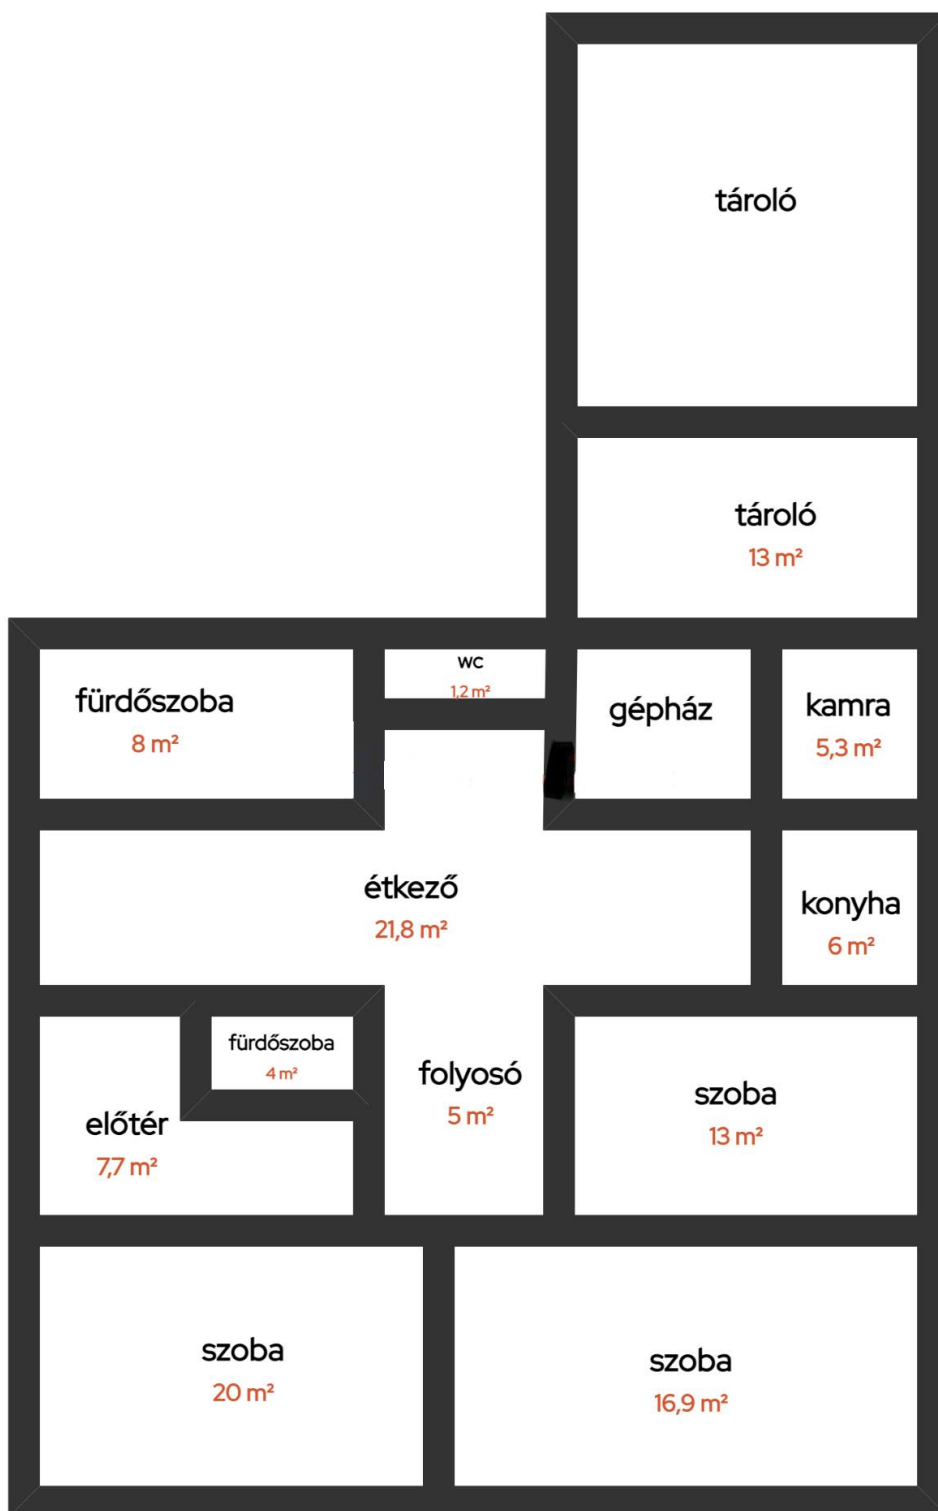 tároló
tároló
13 m²
wc
1,2 m²
fürdőszoba
8 m²
gépház
kamra
5,3 m²
étkező
21,8 m²
konyha
6 m²
fürdőszoba
4 m²
folyosó
5 m²
szoba
13 m²
előtér
7,7 m²
szoba
20 m²
szoba
16,9 m²